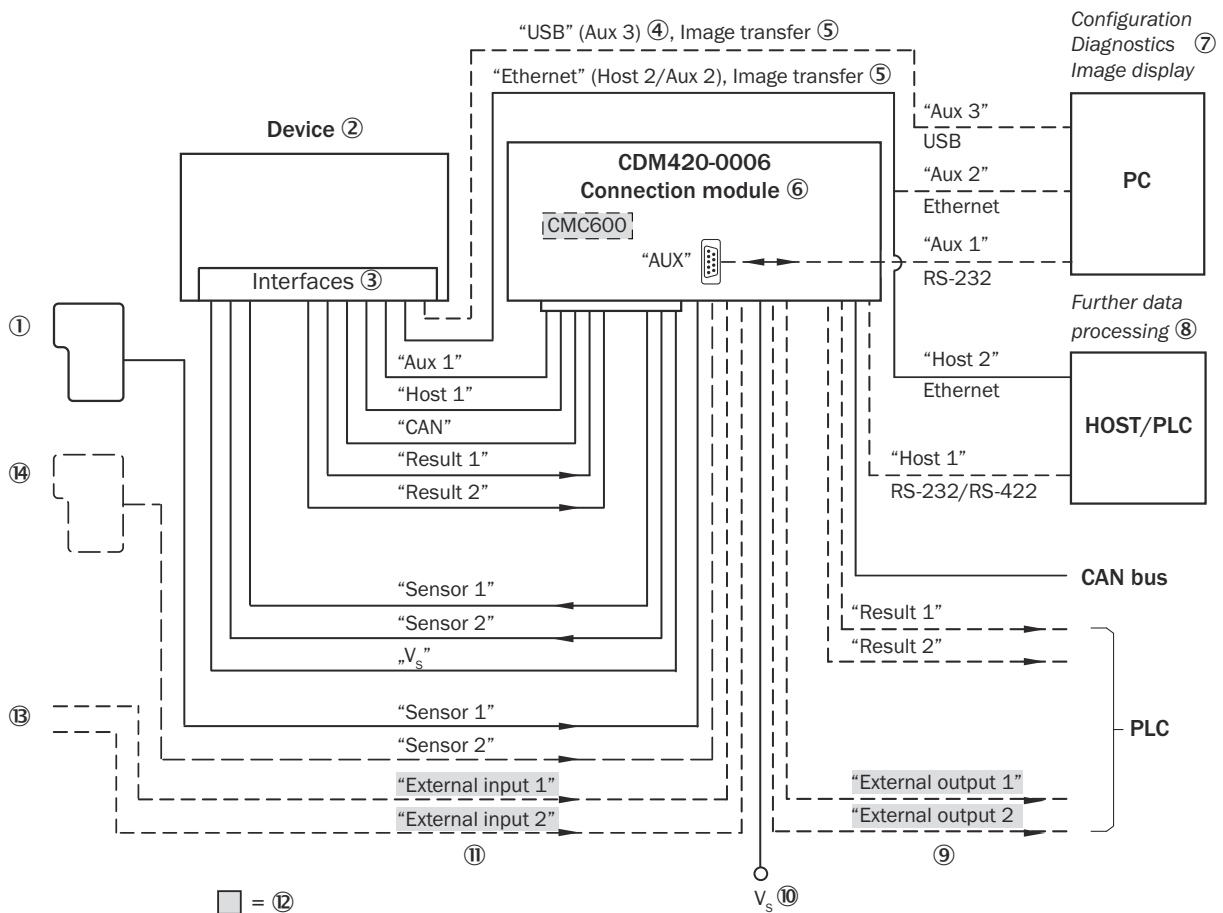 “USB” (Aux 3) ④, Image transfer ⑤
Configuration
Diagnostics ⑦
Image display
“Ethernet” (Host 2/Aux 2), Image transfer ⑤
Device ②
“Aux 3”
USB
CDM420-0006
Connection module ⑥
PC
“Aux 2”
Ethernet
CMC600
“AUX”
“Aux 1”
RS-232
Interfaces ③
①
Further data
processing ⑧
“Aux 1”
“Host 2”
Ethernet
“Host 1”
“CAN”
HOST/PLC
“Result 1”
“Host 1”
RS-232/RS-422
⑭
“Result 2”
CAN bus
“Sensor 1”
“Result 1”
“Sensor 2”
“Result 2”
„Vs”
⑬
“Sensor 1”
PLC
“Sensor 2”
“External input 1”
“External output 1”
“External input 2”
“External output 2
⑪
⑨
= ⑫
Vs ⑩